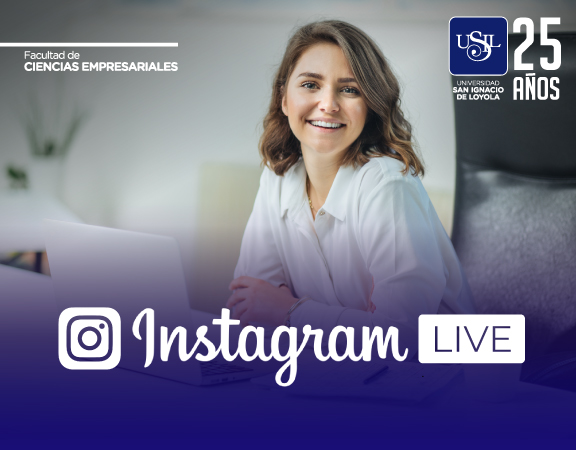 Facultad de
CIENCIAS EMPRESARIALES
USIL
UNIVERSIDAD
SAN IGNACIO
DE LOYOLA
25
AÑOS
Instagram LIVE